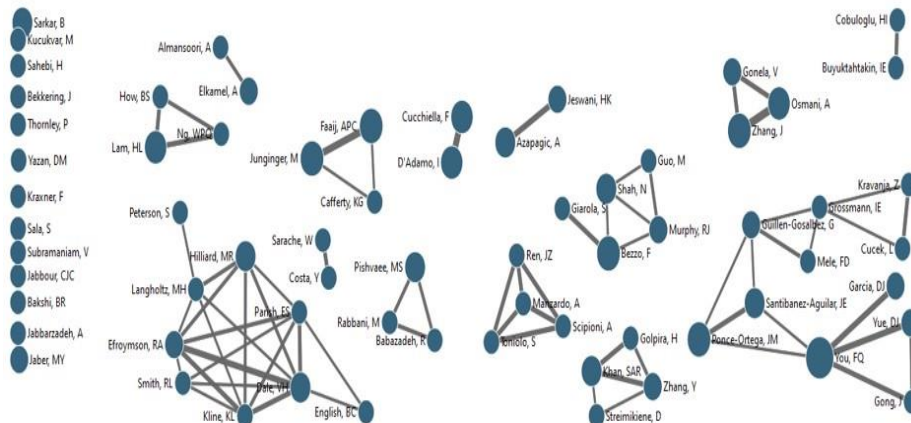 Sarkar, B
Kucukvar, M
Sahebi, H
Bekkering, J
Thornley, P
Yazan, DM
Kraxner, F
Sala, S
Subramaniam, V
Jabbour, CJC
Bakshi, BR
Jabbarzadeh, A
Jaber, MY
Almansoori, A
Elkamel, A
How, BS
Ng, WPQ
Lam, HL
Faaij, APC
Junginger, M
Cafferty, KG
Cucchiella, F
D'Adamo, I
Jeswani, HK
Azapagic, A
Gonela, V
Osmani, A
Zhang, J
Cobuloglu, HI
Buyuktahtakin, IE
Guo, M
Shah, N
Giarola, S
Murphy, RJ
Bezzo, F
Kravanja, Z
Grossmann, IE
Guillen-Gosalbez, G
Cucek, L
Mele, FD
Garcia, DJ
Santibanez-Aguilar, JE
Yue, DJ
Ponce-Ortega, JM
You, FQ
Gong, J
Peterson, S
Hilliard, MR
Langholtz, MH
Parish, ES
Efroymson, RA
Smith, RL
Dale, VH
Kline, KL
English, BC
Sarache, W
Costa, Y
Pishvaee, MS
Rabbani, M
Babazadeh, R
Ren, JZ
Manzardo, A
Scipioni, A
Toniolo, S
Golpira, H
Khan, SAR
Zhang, Y
Streimikiene, D